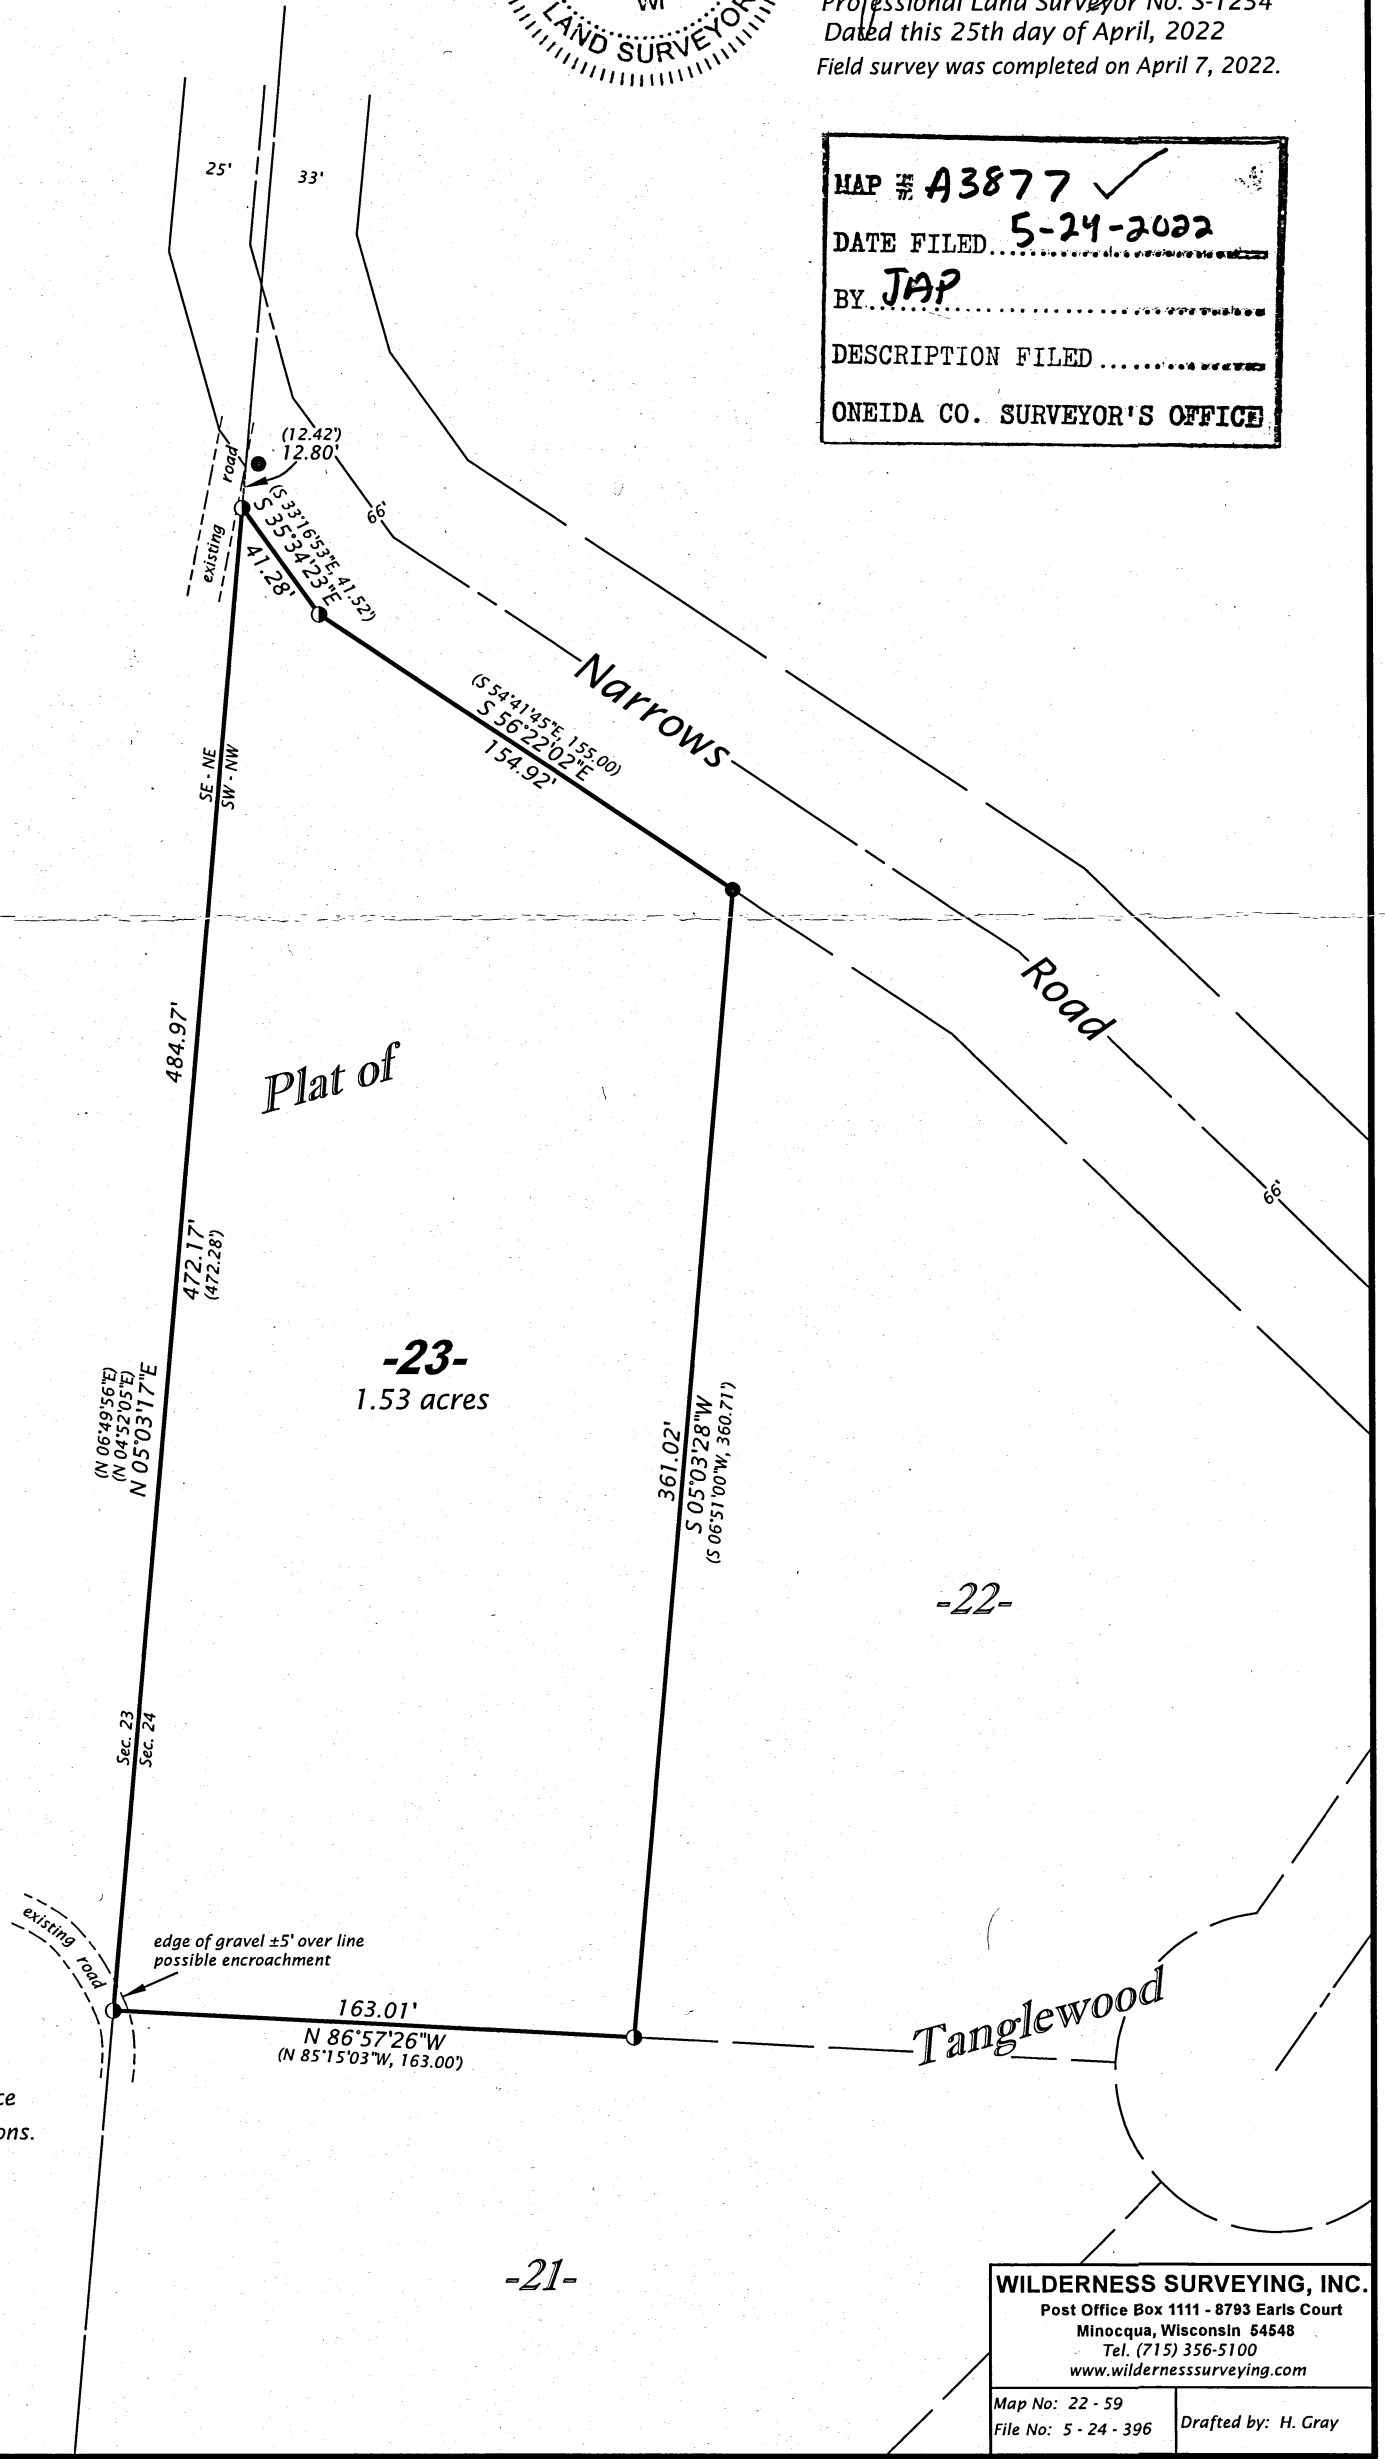 WI
LAND SURVEYOR
Professional Land Surveyor No. S-1234
Dated this 25th day of April, 2022
Field survey was completed on April 7, 2022.
MAP # A3877 ✓
DATE FILED 5-24-2022
BY JAP
DESCRIPTION FILED
ONEIDA CO. SURVEYOR'S OFFICE
25'
33'
(12.42')
12.80'
existing road
66'
(S 33°16'53"E, 41.52')
S 35°34'23"E
41.28'
Narrows
(S 54°41'45"E, 155.00)
S 56°22'02"E
154.92'
SE - NE
SW - NW
Road
66'
484.97'
Plat of
472.17'
(472.28')
-23-
1.53 acres
(N 06°49'56"E)
(N 04°52'05"E)
N 05°03'17"E
361.02'
S 05°03'28"W
(S 06°51'00"W, 360.71')
-22-
Sec. 23
Sec. 24
existing road
edge of gravel ±5' over line
possible encroachment
163.01'
N 86°57'26"W
(N 85°15'03"W, 163.00')
Tanglewood
ons.
-21-
WILDERNESS SURVEYING, INC.
Post Office Box 1111 - 8793 Earls Court
Minocqua, Wisconsin 54548
Tel. (715) 356-5100
www.wildernesssurveying.com
Map No: 22 - 59
File No: 5 - 24 - 396
Drafted by: H. Gray